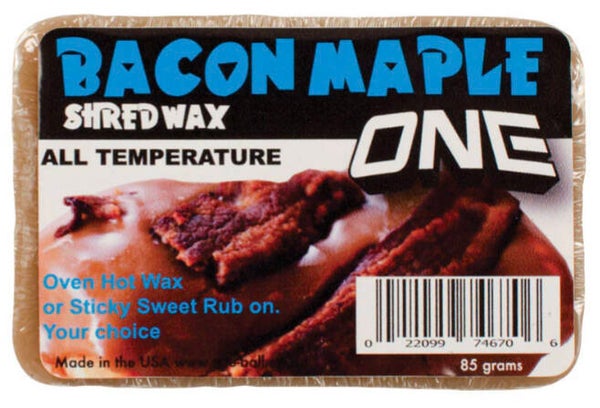 BACON MAPLE
SHRED WAX
ONE
ALL TEMPERATURE
Oven Hot Wax
or Sticky Sweet Rub on.
Your choice
0 22099 74670 6
Made in the USA
85 grams